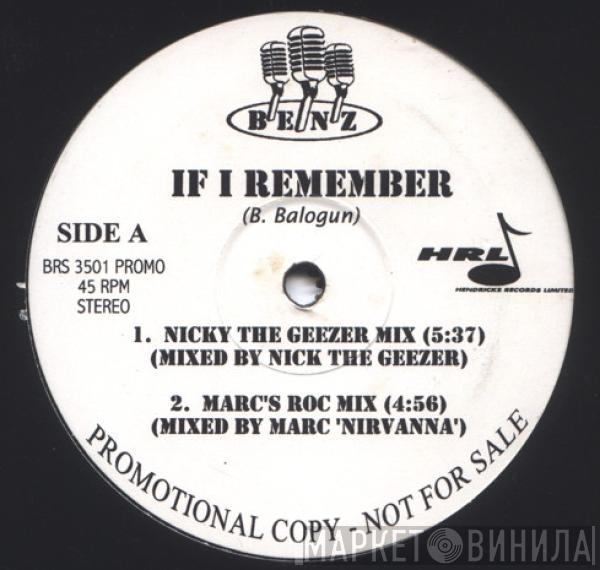 BENZ
IF I REMEMBER
(B. Balogun)
SIDE A
BRS 3501 PROMO
45 RPM
STEREO
HRL
HENDRICKS RECORDS LIMITED
1. NICKY THE GEEZER MIX (5:37)
(MIXED BY NICK THE GEEZER)
2. MARC'S ROC MIX (4:56)
(MIXED BY MARC 'NIRVANNA')
PROMOTIONAL COPY - NOT FOR SALE
МАРКЕТ ВИНИЛА